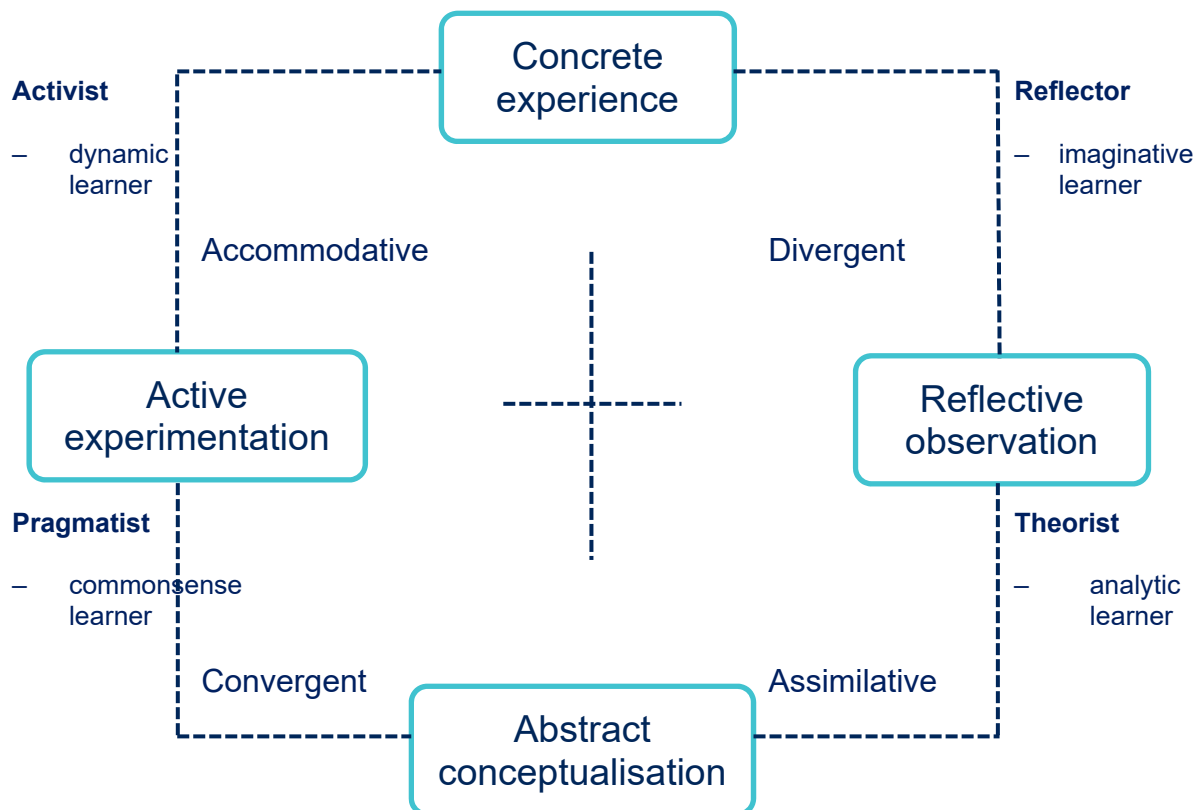 Concrete
experience
Activist
– dynamic
learner
Reflector
– imaginative
learner
Accommodative
Divergent
Active
experimentation
Reflective
observation
Pragmatist
– commonsense
learner
Theorist
– analytic
learner
Convergent
Assimilative
Abstract
conceptualisation